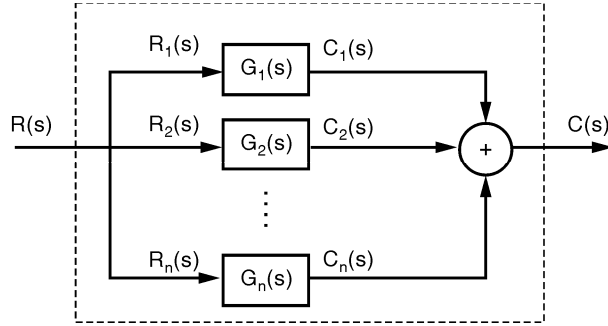 R₁(s) G₁(s) C₁(s)
R(s) R₂(s) G₂(s) C₂(s) + C(s)
Rₙ(s) Gₙ(s) Cₙ(s)